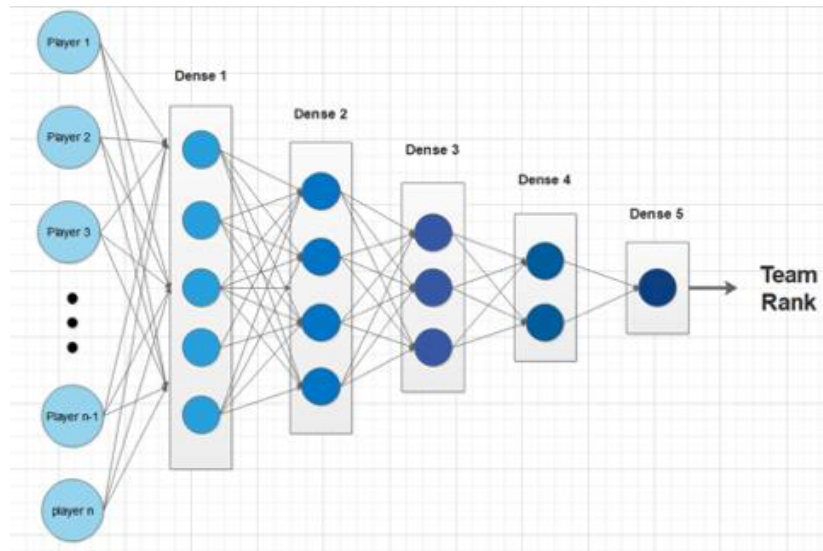 Player 1
Player 2
Player 3
Player n-1
player n
Dense 1
Dense 2
Dense 3
Dense 4
Dense 5
Team
Rank